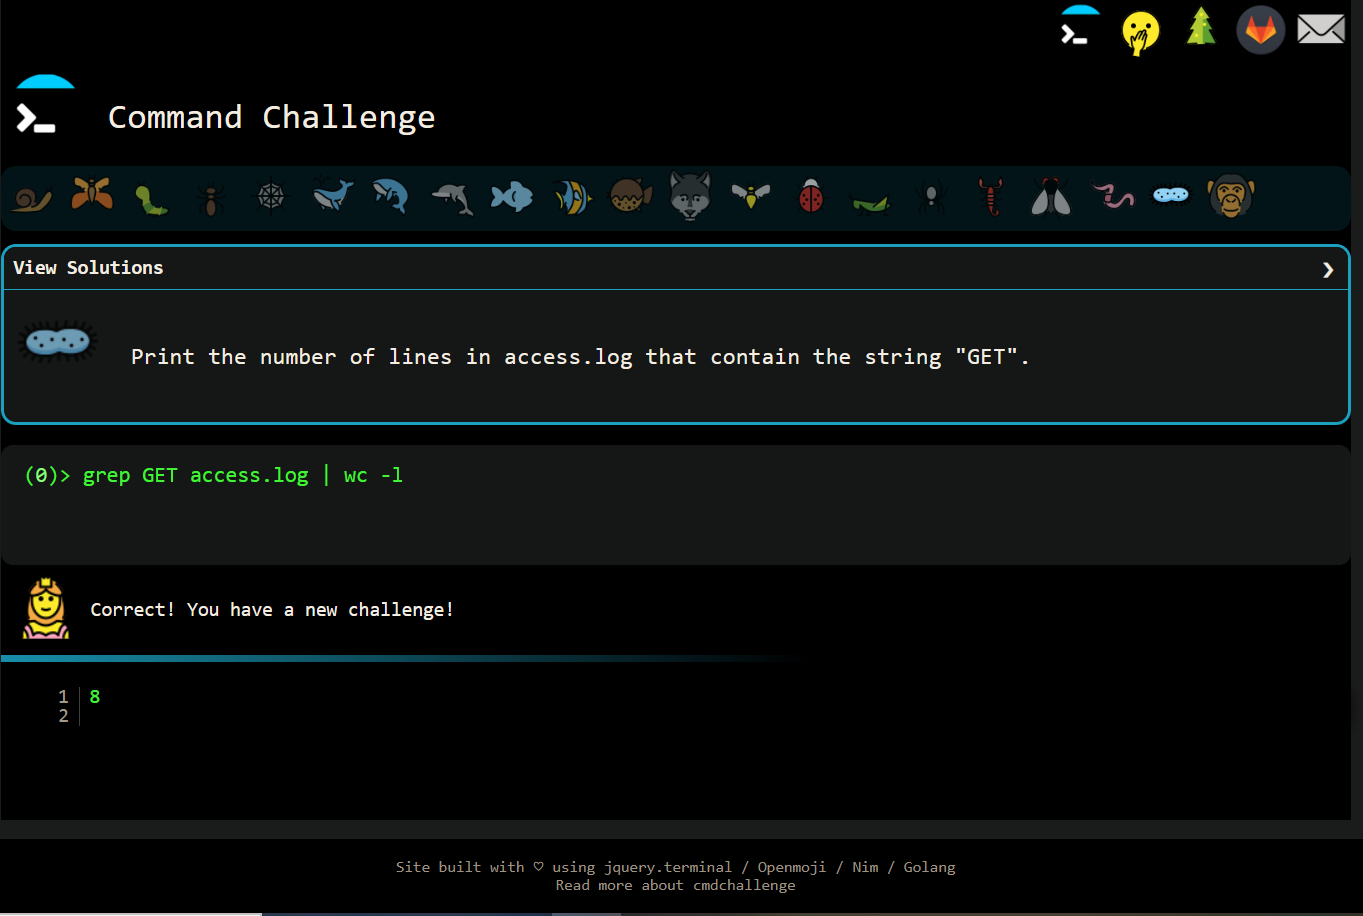 Command Challenge
View Solutions
Print the number of lines in access.log that contain the string "GET".
(0)> grep GET access.log | wc -l
Correct! You have a new challenge!
1 8
2
Site built with ♡ using jquery.terminal / Openmoji / Nim / Golang
Read more about cmdchallenge